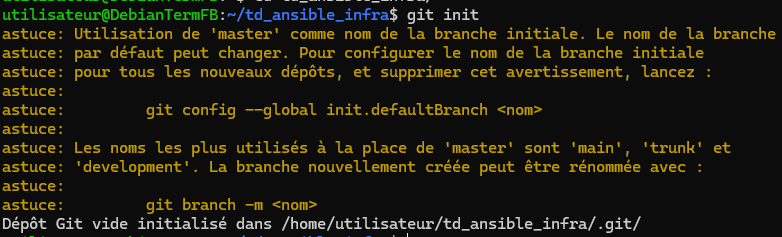 utilisateur@DebianTermFB:~/td_ansible_infra$ git init
astuce: Utilisation de 'master' comme nom de la branche initiale. Le nom de la branche
astuce: par défaut peut changer. Pour configurer le nom de la branche initiale
astuce: pour tous les nouveaux dépôts, et supprimer cet avertissement, lancez :
astuce:
astuce:         git config --global init.defaultBranch <nom>
astuce:
astuce: Les noms les plus utilisés à la place de 'master' sont 'main', 'trunk' et
astuce: 'development'. La branche nouvellement créée peut être rénommée avec :
astuce:
astuce:         git branch -m <nom>
Dépôt Git vide initialisé dans /home/utilisateur/td_ansible_infra/.git/